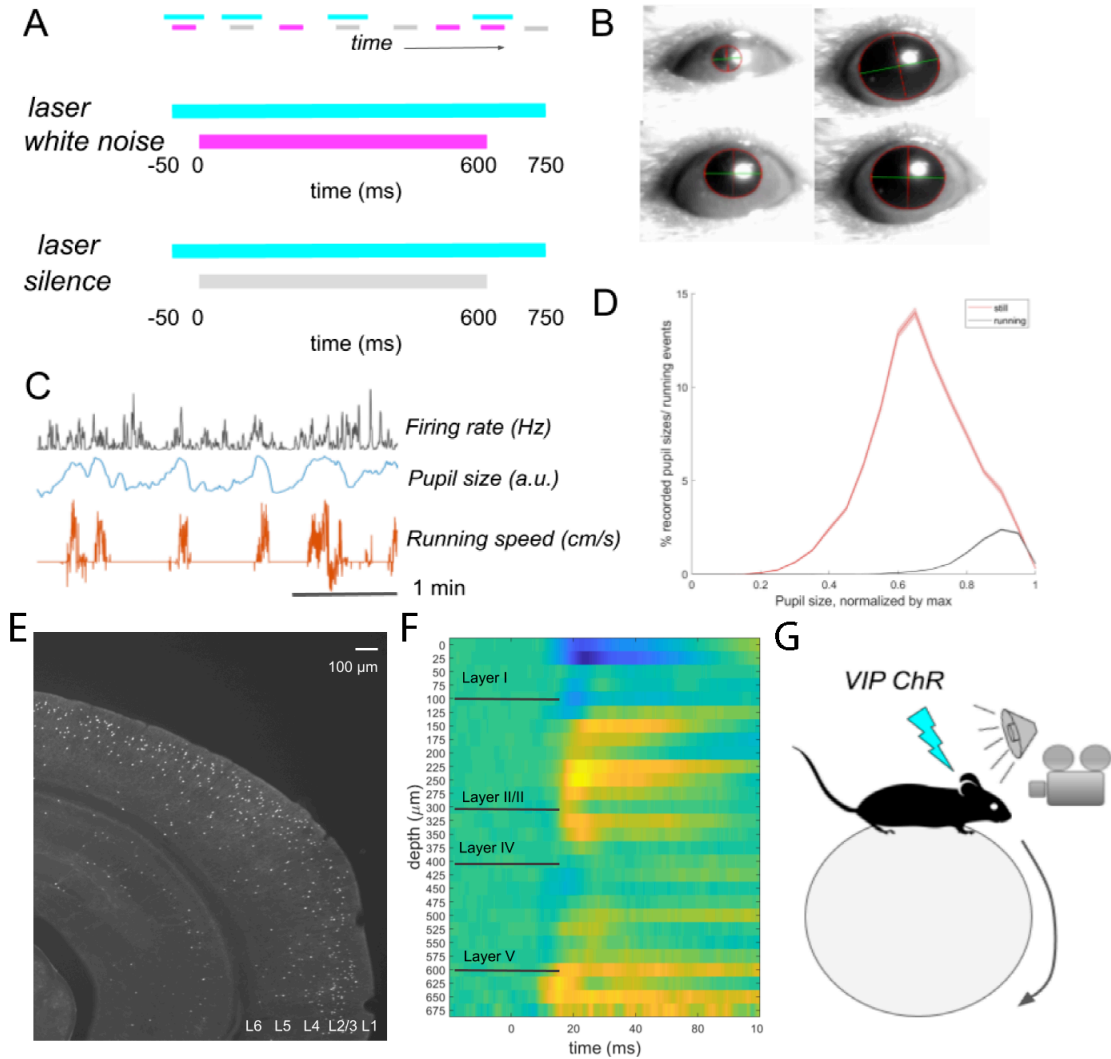 A
time
laser
white noise
-50 0 600 750
time (ms)
laser
silence
-50 0 600 750
time (ms)
B
C
Firing rate (Hz)
Pupil size (a.u.)
Running speed (cm/s)
1 min
D
15
10
5
0
% recorded pupil sizes/ running events
still
running
0 0.2 0.4 0.6 0.8 1
Pupil size, normalized by max
E
100 µm
L6 L5 L4 L2/3 L1
F
0
25
50
75
100
125
150
175
200
225
250
275
300
325
350
375
400
425
450
475
500
525
550
575
600
625
650
675
depth (µm)
Layer I
Layer II/II
Layer IV
Layer V
0 20 40 60 80 10
time (ms)
G
VIP ChR